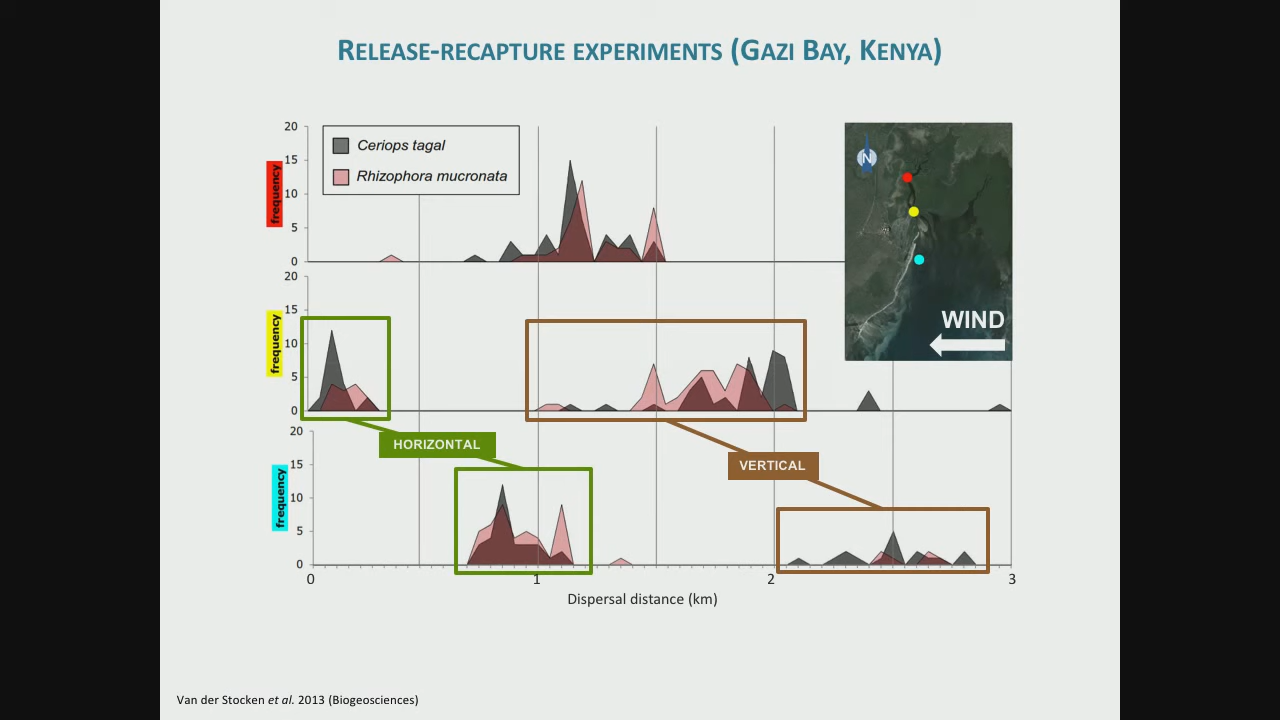 RELEASE-RECAPTURE EXPERIMENTS (GAZI BAY, KENYA)
frequency
20
15
10
5
0
Ceriops tagal
Rhizophora mucronata
N
WIND
frequency
20
15
10
5
0
HORIZONTAL
VERTICAL
frequency
20
15
10
5
0
0 1 2 3
Dispersal distance (km)
Van der Stocken et al. 2013 (Biogeosciences)